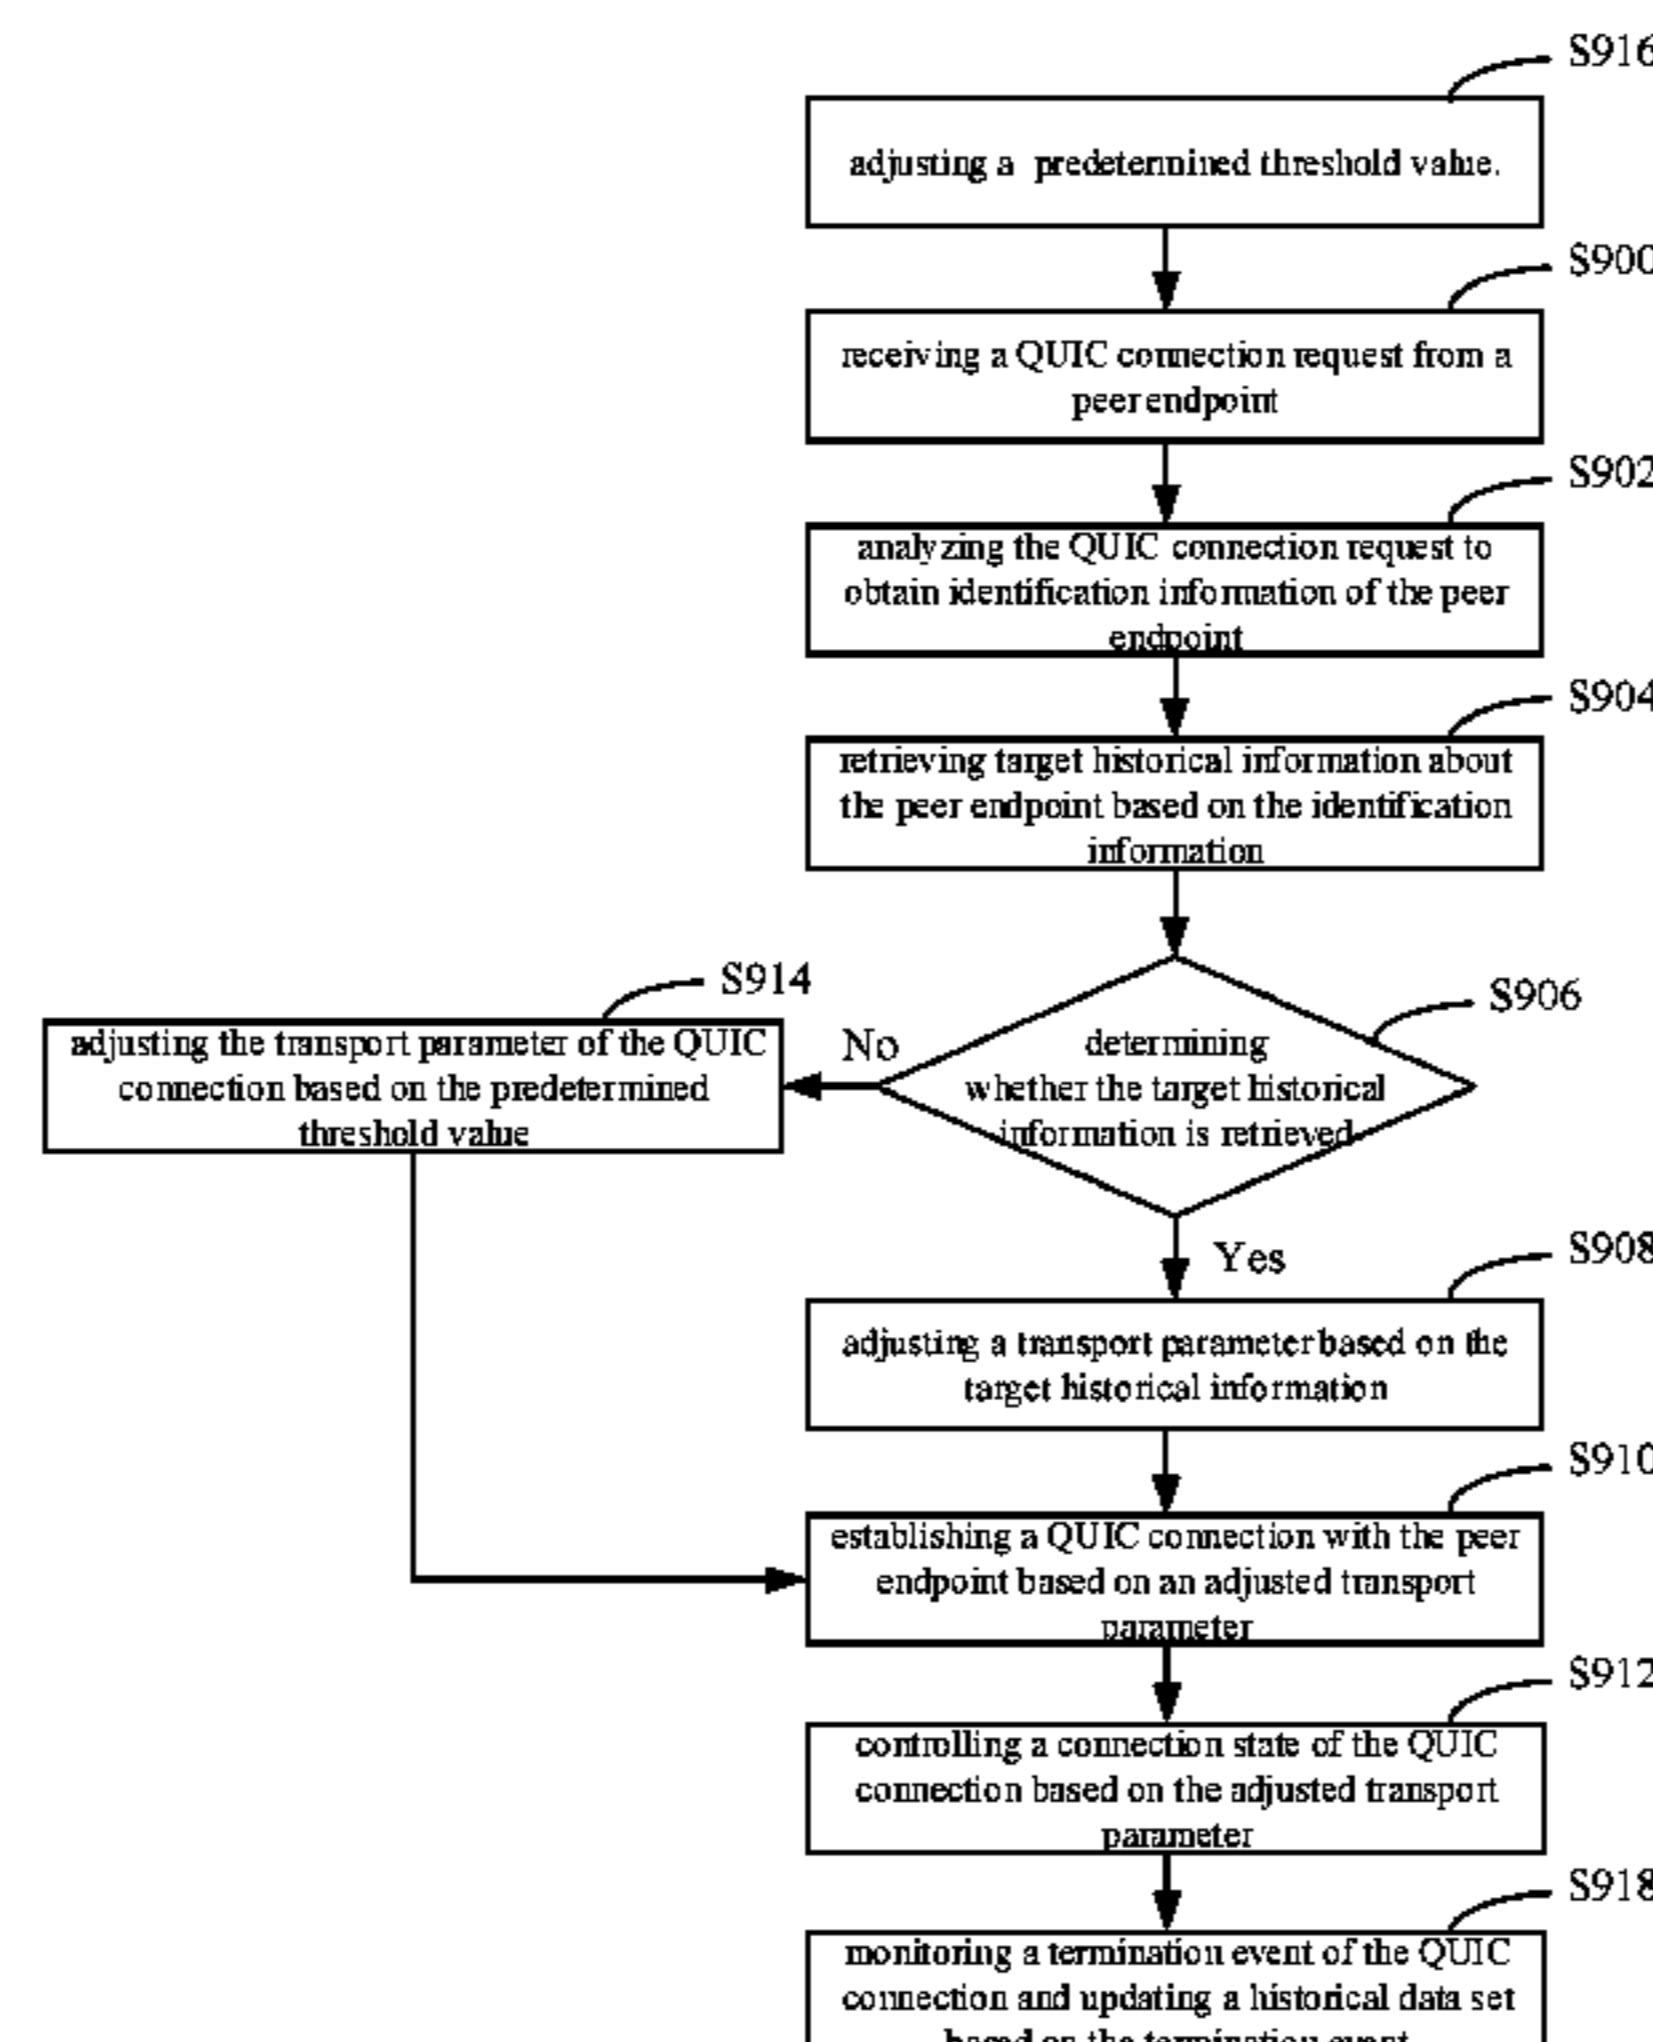 S916
adjusting a predetermined threshold value.
S900
receiving a QUIC connection request from a
peer endpoint
S902
analyzing the QUIC connection request to
obtain identification information of the peer
endpoint
S904
retrieving target historical information about
the peer endpoint based on the identification
information
S914
adjusting the transport parameter of the QUIC
connection based on the predetermined
threshold value
No
S906
determining
whether the target historical
information is retrieved
Yes
S908
adjusting a transport parameter based on the
target historical information
S910
establishing a QUIC connection with the peer
endpoint based on an adjusted transport
parameter
S912
controlling a connection state of the QUIC
connection based on the adjusted transport
parameter
S918
monitoring a termination event of the QUIC
connection and updating a historical data set
based on the termination event